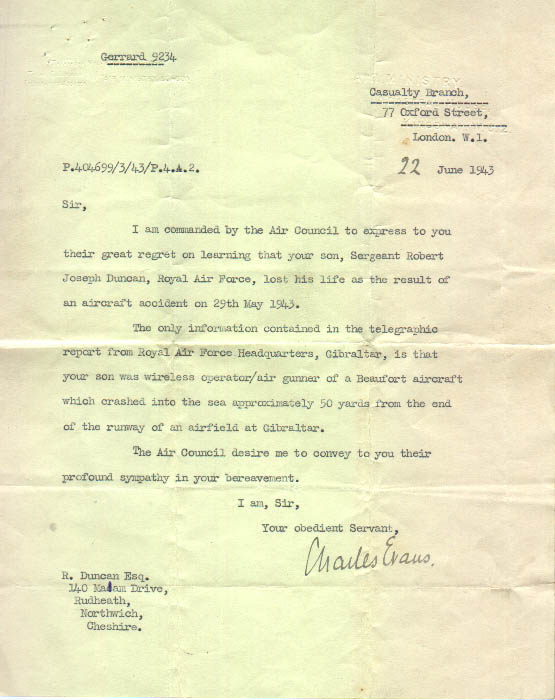 Gerrard 9234
AIR MINISTRY
Casualty Branch,
77 Oxford Street,
London. W.1.
P.404699/3/43/P.4.A.2.
22 June 1943
Sir,
I am commanded by the Air Council to express to you
their great regret on learning that your son, Sergeant Robert
Joseph Duncan, Royal Air Force, lost his life as the result of
an aircraft accident on 29th May 1943.
The only information contained in the telegraphic
report from Royal Air Force Headquarters, Gibraltar, is that
your son was wireless operator/air gunner of a Beaufort aircraft
which crashed into the sea approximately 50 yards from the end
of the runway of an airfield at Gibraltar.
The Air Council desire me to convey to you their
profound sympathy in your bereavement.
I am, Sir,
Your obedient Servant,
Charles Evans.
R. Duncan Esq.
140 Drive,
Rudheath,
Northwich,
Cheshire.